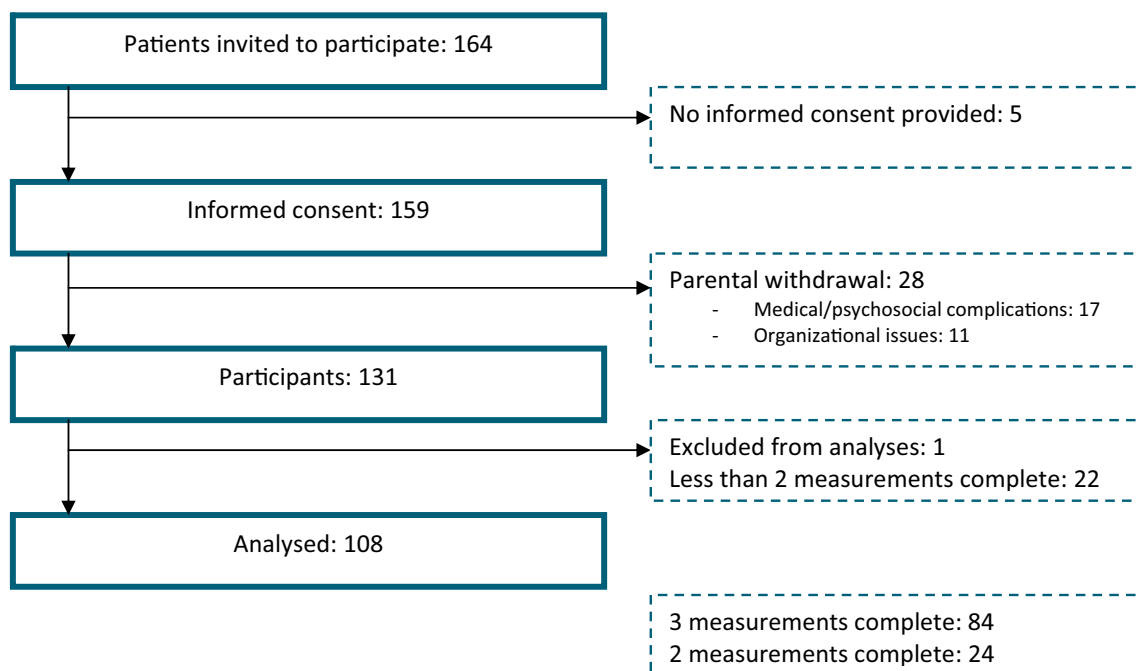 Patients invited to participate: 164
No informed consent provided: 5
Informed consent: 159
Parental withdrawal: 28
- Medical/psychosocial complications: 17
- Organizational issues: 11
Participants: 131
Excluded from analyses: 1
Less than 2 measurements complete: 22
Analysed: 108
3 measurements complete: 84
2 measurements complete: 24